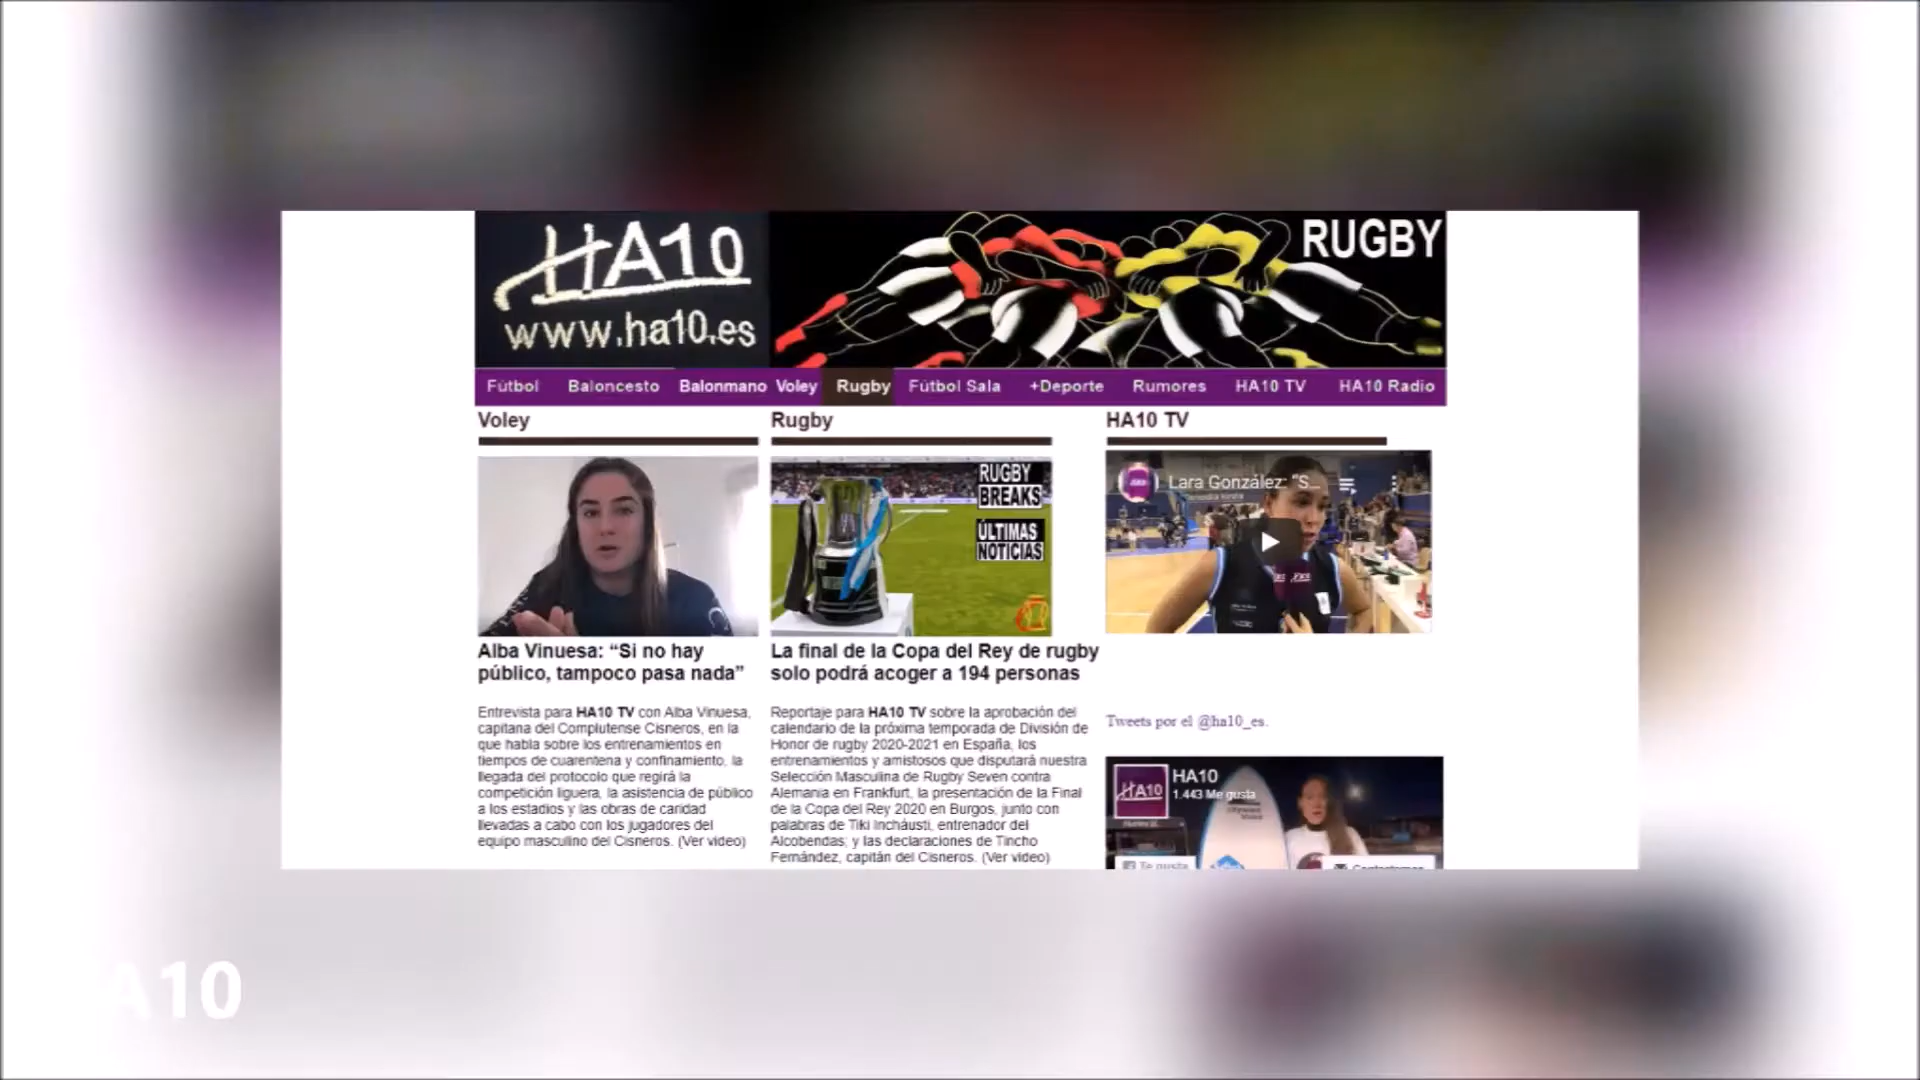 HA10
www.ha10.es
RUGBY
Fútbol Baloncesto Balonmano Voley Rugby Fútbol Sala +Deporte Rumores HA10 TV HA10 Radio
Voley
Alba Vinuesa: “Si no hay
público, tampoco pasa nada”
Entrevista para HA10 TV con Alba Vinuesa,
capitana del Complutense Cisneros, en la
que habla sobre los entrenamientos en
tiempos de cuarentena y confinamiento, la
llegada del protocolo que regirá la
competición liguera, la asistencia de público
a los estadios y las obras de caridad
llevadas a cabo con los jugadores del
equipo masculino del Cisneros. (Ver video)
Rugby
RUGBY
BREAKS
ÚLTIMAS
NOTICIAS
La final de la Copa del Rey de rugby
solo podrá acoger a 194 personas
Reportaje para HA10 TV sobre la aprobación del
calendario de la próxima temporada de División de
Honor de rugby 2020-2021 en España, los
entrenamientos y amistosos que disputará nuestra
Selección Masculina de Rugby Seven contra
Alemania en Frankfurt, la presentación de la Final
de la Copa del Rey 2020 en Burgos, junto con
palabras de Tiki Incháusti, entrenador del
Alcobendas; y las declaraciones de Tincho
Fernández, capitán del Cisneros. (Ver video)
HA10 TV
Lara González: “S...
Tweets por el @ha10_es.
HA10
HA10
1.443 Me gusta
Te gusta
A10